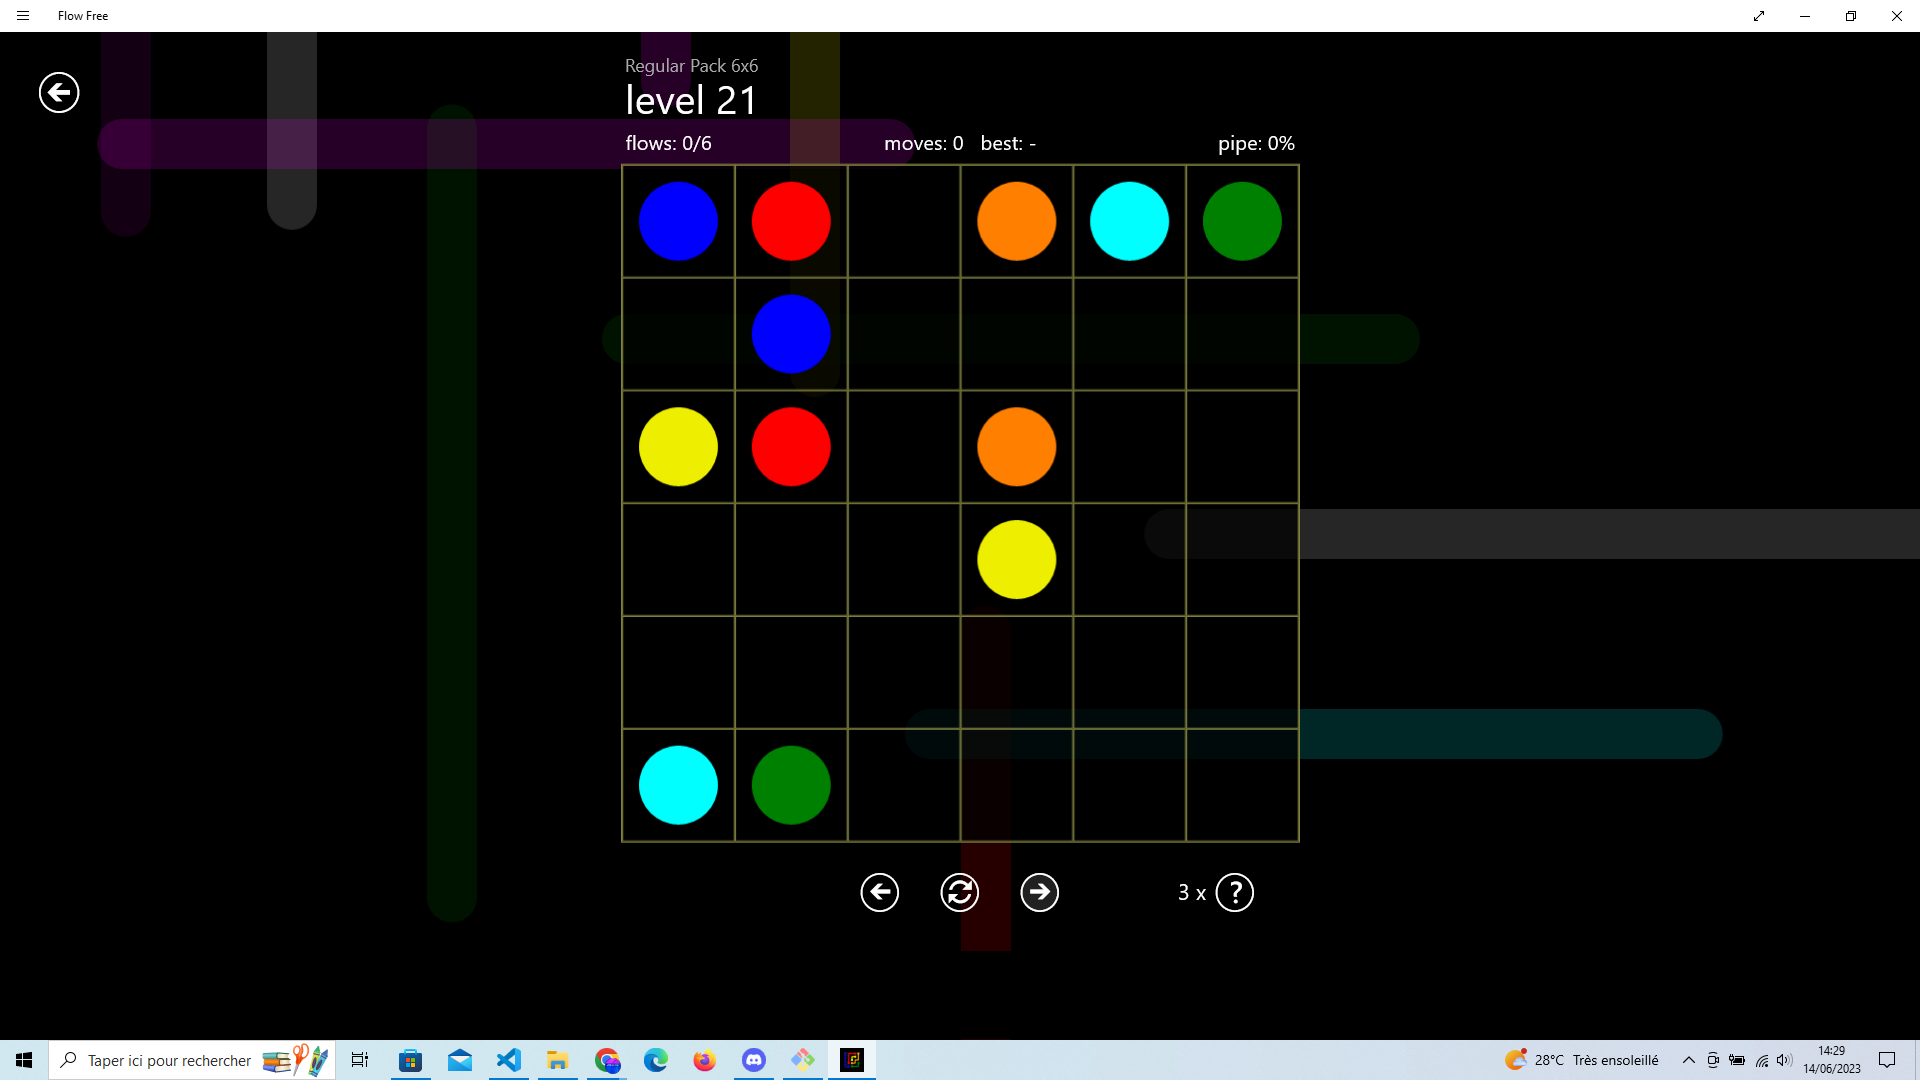 Flow Free
Regular Pack 6x6
level 21
flows: 0/6 moves: 0 best: - pipe: 0%
3 x ?
Taper ici pour rechercher
28°C Très ensoleillé
14:29
14/06/2023